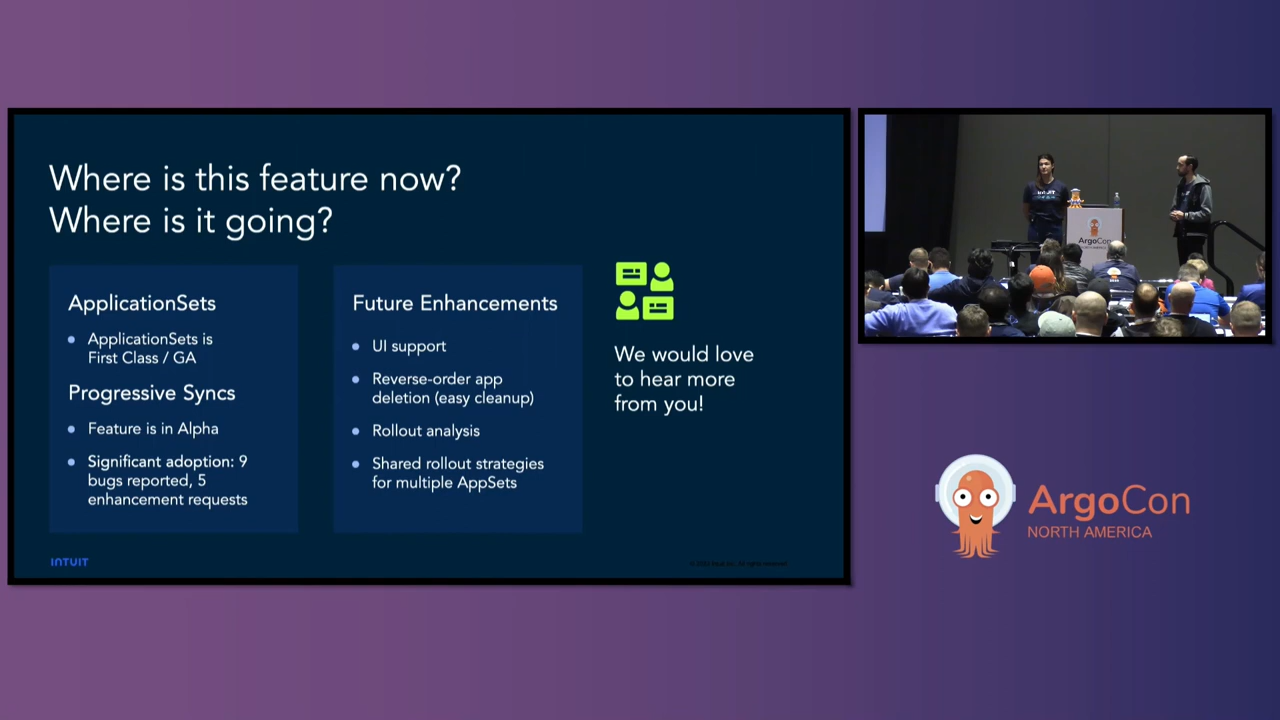 Where is this feature now?
Where is it going?
ApplicationSets
ApplicationSets is
First Class / GA
Progressive Syncs
Feature is in Alpha
Significant adoption: 9
bugs reported, 5
enhancement requests
Future Enhancements
UI support
Reverse-order app
deletion (easy cleanup)
Rollout analysis
Shared rollout strategies
for multiple AppSets
We would love
to hear more
from you!
INTUIT
INTUIT
ArgoCon
ArgoCon
NORTH AMERICA